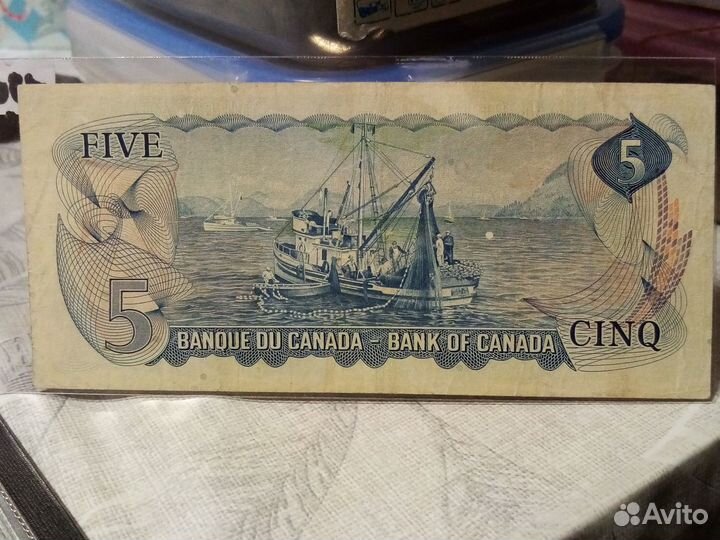 FIVE
5
5
BANQUE DU CANADA - BANK OF CANADA
CINQ
Avito